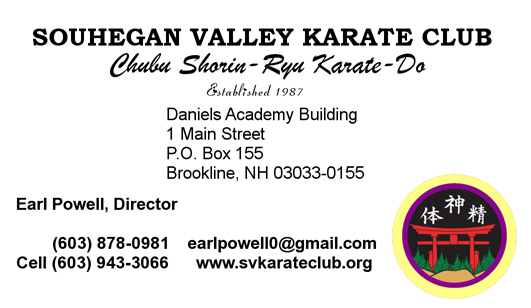 SOUHEGAN VALLEY KARATE CLUB
Chubu Shorin-Ryu Karate-Do
Established 1987
Daniels Academy Building
1 Main Street
P.O. Box 155
Brookline, NH 03033-0155
Earl Powell, Director
(603) 878-0981 earlpowell0@gmail.com
Cell (603) 943-3066 www.svkarateclub.org
体神精